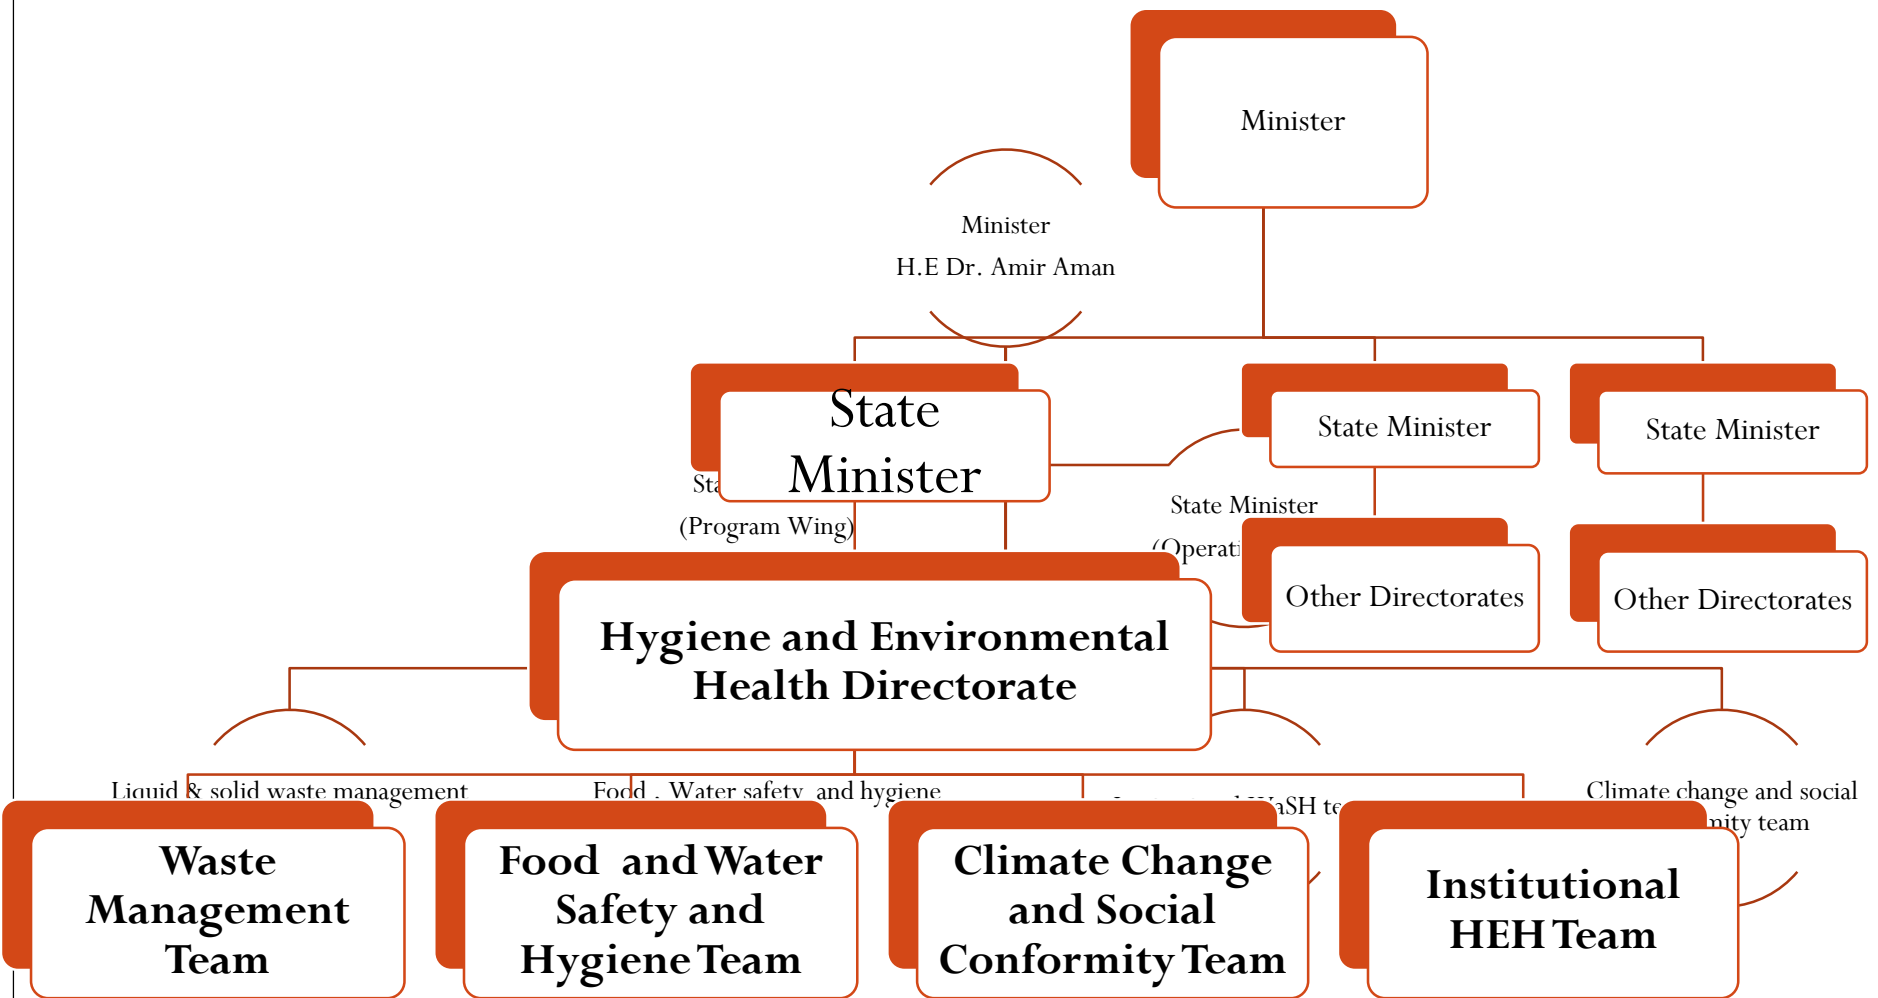 Minister
Minister
H.E Dr. Amir Aman
State
Minister
State Minister
State Minister
(Program Wing)
State Minister
Other Directorates
Other Directorates
Hygiene and Environmental
Health Directorate
Liquid & solid waste management
Food , Water safety and hygiene
WaSH
Climate change and social
team
Waste
Management
Team
Food and Water
Safety and
Hygiene Team
Climate Change
and Social
Conformity Team
Institutional
HEH Team